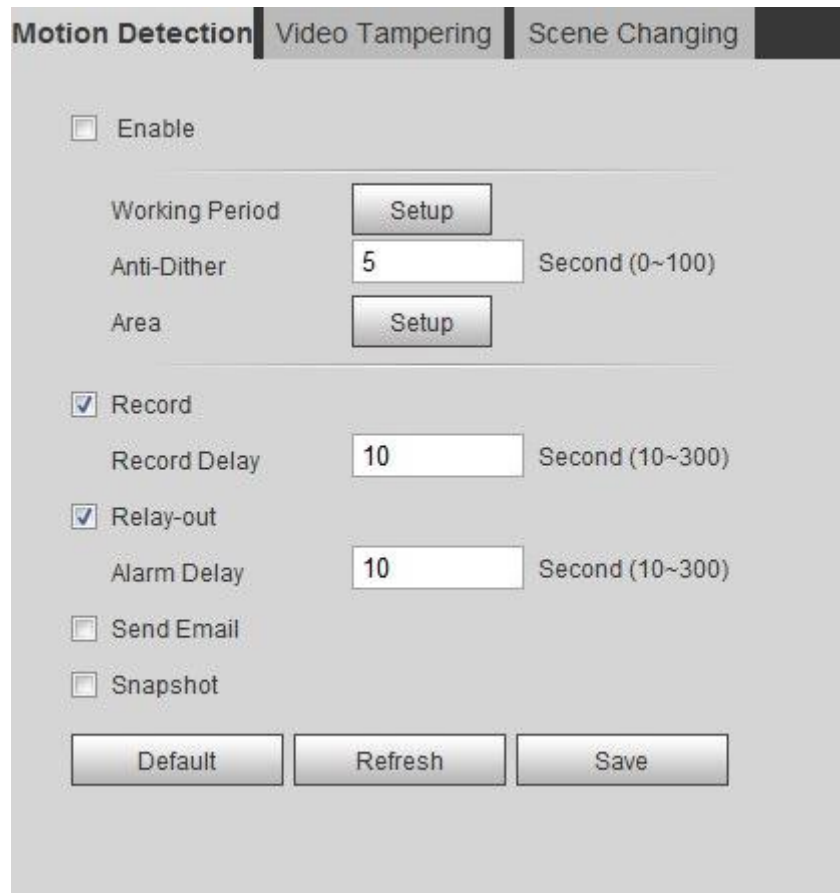 Motion Detection Video Tampering Scene Changing
Enable
Working Period Setup
Anti-Dither 5 Second (0~100)
Area Setup
Record
Record Delay 10 Second (10~300)
Relay-out
Alarm Delay 10 Second (10~300)
Send Email
Snapshot
Default Refresh Save